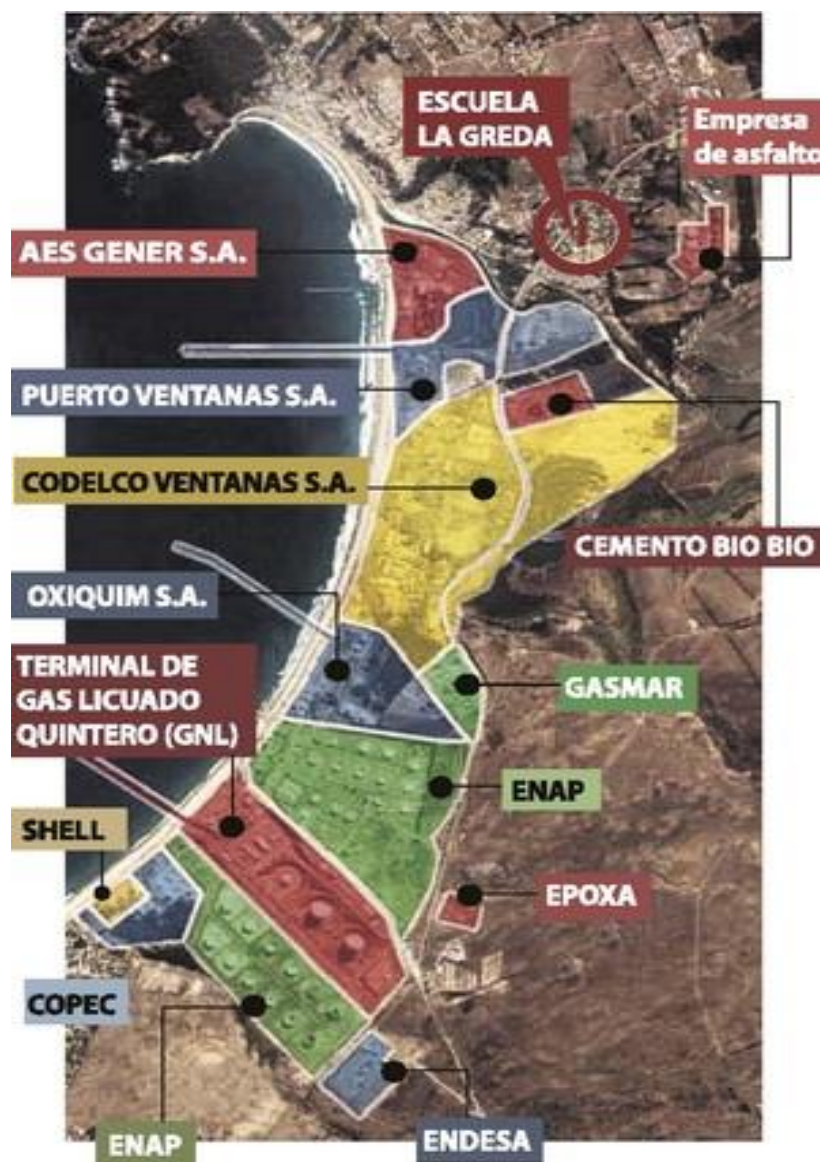 ESCUELA
LA GREDA
Empresa
de asfalto
AES GENER S.A.
PUERTO VENTANAS S.A.
CODELCO VENTANAS S.A.
CEMENTO BIO BIO
OXIQUIM S.A.
TERMINAL DE
GAS LICUADO
QUINTERO (GNL)
GASMAR
ENAP
SHELL
EPOXA
COPEC
ENAP
ENDESA